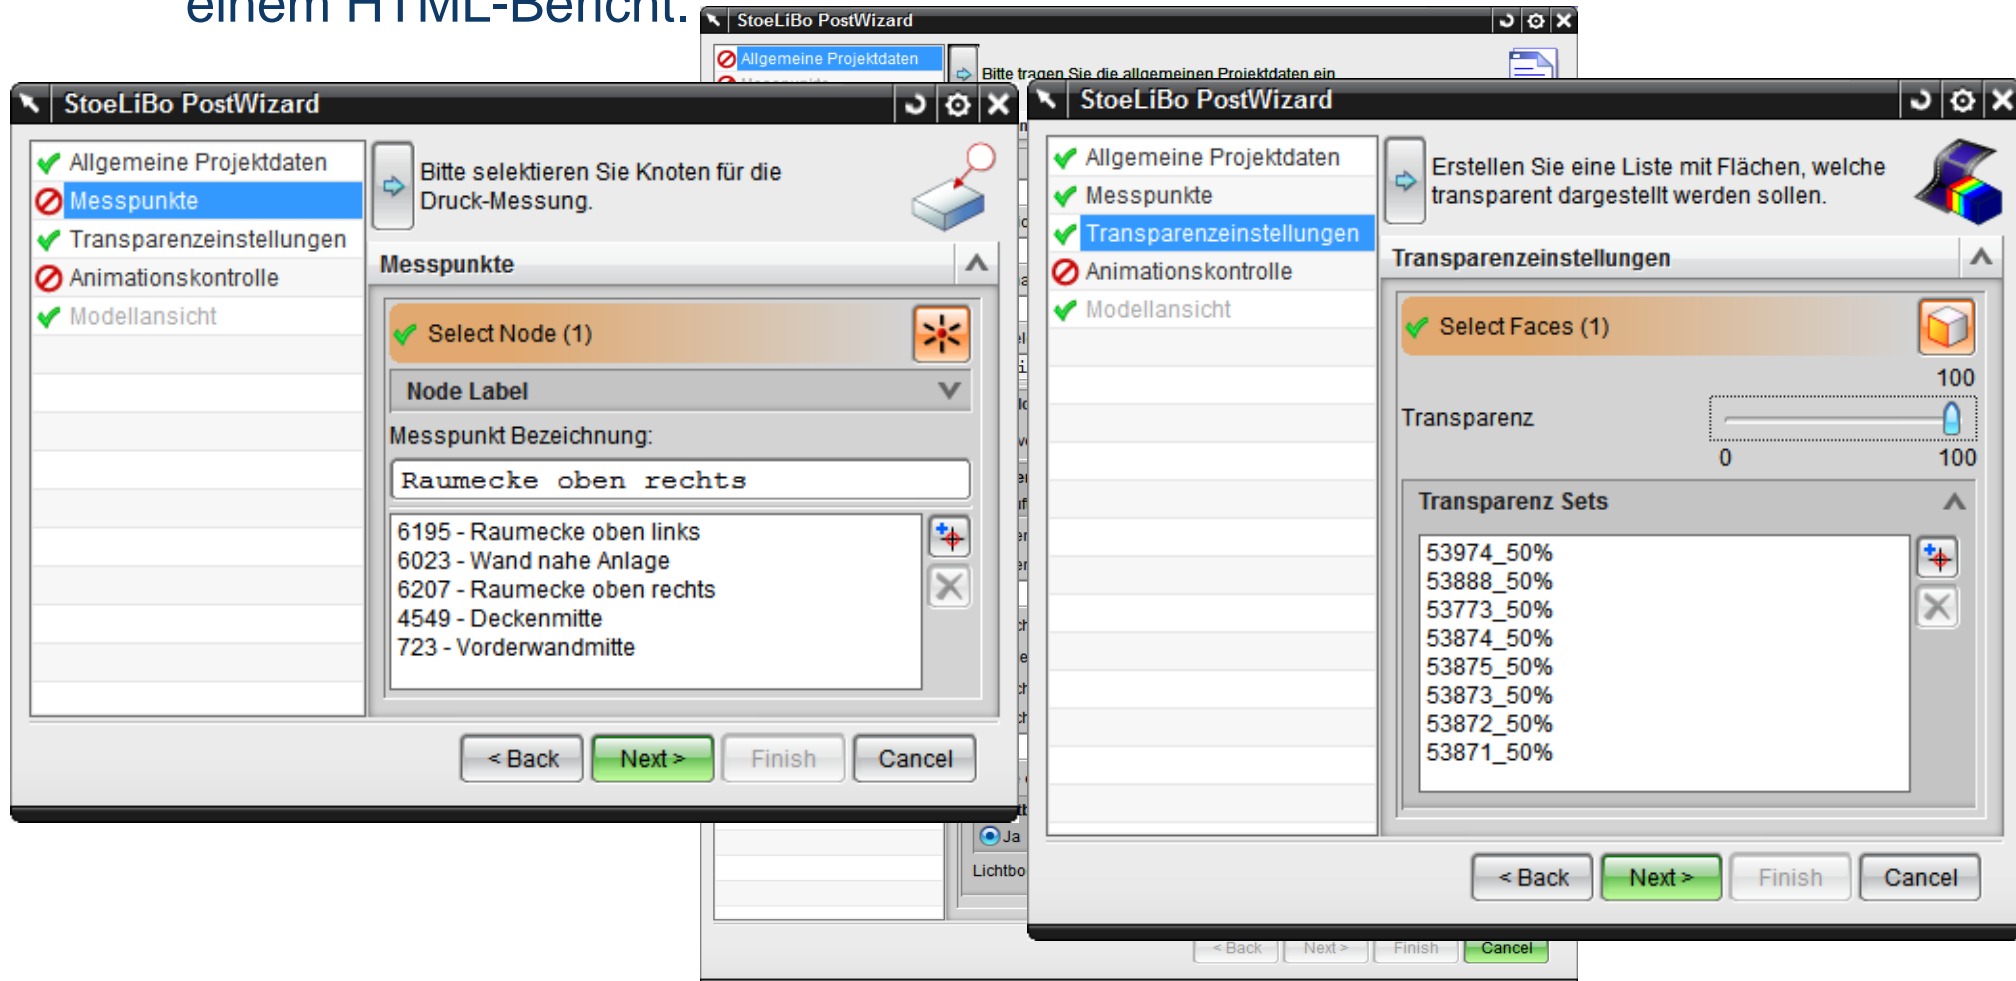 einem HTML-Bericht.
StoeLiBo PostWizard
Allgemeine Projektdaten
Bitte tragen Sie die allgemeinen Projektdaten ein
StoeLiBo PostWizard
Allgemeine Projektdaten
Messpunkte
Transparenzeinstellungen
Animationskontrolle
Modellansicht
Bitte selektieren Sie Knoten für die
Druck-Messung.
Messpunkte
Select Node (1)
Node Label
Messpunkt Bezeichnung:
Raumecke oben rechts
6195 - Raumecke oben links
6023 - Wand nahe Anlage
6207 - Raumecke oben rechts
4549 - Deckenmitte
723 - Vorderwandmitte
< Back
Next >
Finish
Cancel
StoeLiBo PostWizard
Allgemeine Projektdaten
Messpunkte
Transparenzeinstellungen
Animationskontrolle
Modellansicht
Erstellen Sie eine Liste mit Flächen, welche
transparent dargestellt werden sollen.
Transparenzeinstellungen
Select Faces (1)
100
Transparenz
0 100
Transparenz Sets
53974_50%
53888_50%
53773_50%
53874_50%
53875_50%
53873_50%
53872_50%
53871_50%
< Back
Next >
Finish
Cancel
Ja
Lichtbo
< Back
Next >
Finish
Cancel